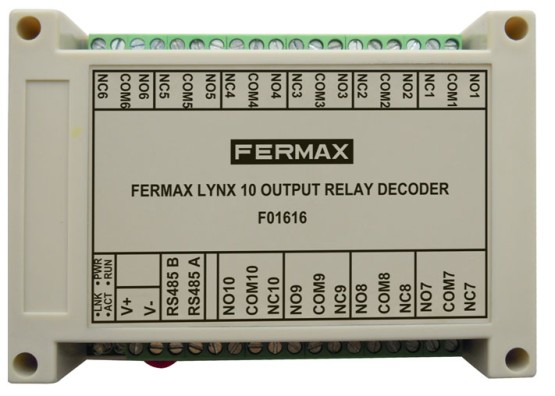 NC6 COM6 NO6 NC5 COM5 NO5 NC4 COM4 NO4 NC3 COM3 NO3 NC2 COM2 NO2 NC1 COM1 NO1
FERMAX
FERMAX LYNX 10 OUTPUT RELAY DECODER
F01616
•LNK •PWR
•ACT •RUN
V+ V- RS485 B RS485 A NO10 COM10 NC10 NO9 COM9 NC9 NO8 COM8 NC8 NO7 COM7 NC7